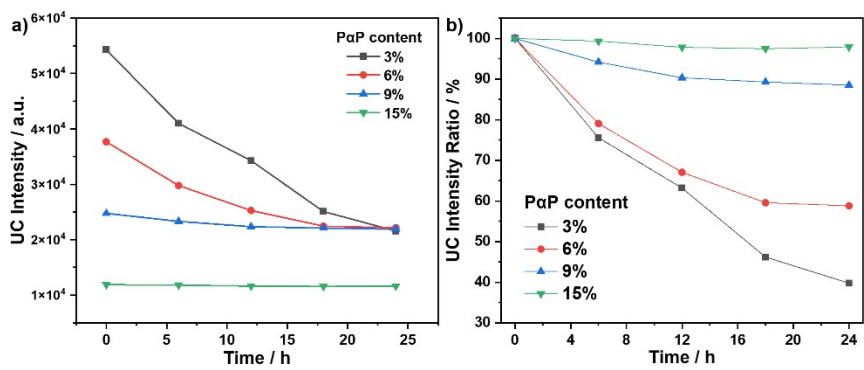 a)
UC Intensity / a.u.
6×10⁴
5×10⁴
4×10⁴
3×10⁴
2×10⁴
1×10⁴
PαP content
3%
6%
9%
15%
0 5 10 15 20 25
Time / h
b)
UC Intensity Ratio / %
100
90
80
70
60
50
40
30
PαP content
3%
6%
9%
15%
0 4 8 12 16 20 24
Time / h